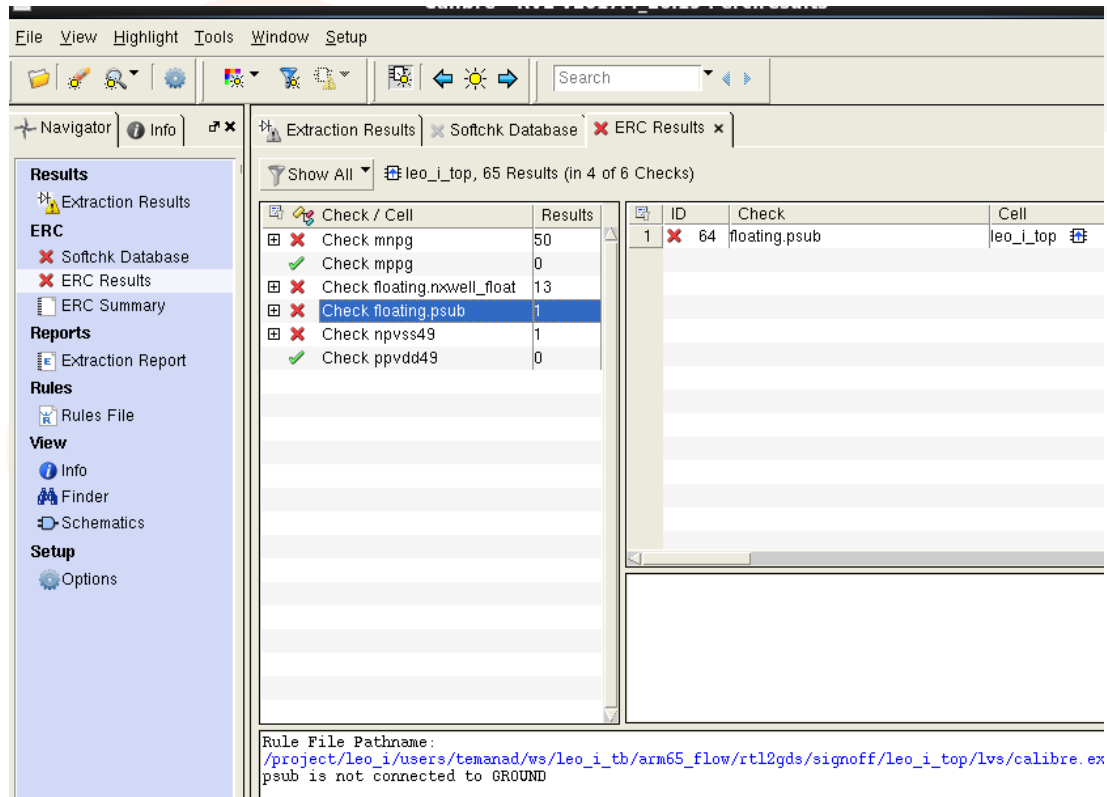 File View Highlight Tools Window Setup
Search
Navigator Info
Extraction Results Softchk Database ERC Results
Results
Extraction Results
ERC
Softchk Database
ERC Results
ERC Summary
Reports
Extraction Report
Rules
Rules File
View
Info
Finder
Schematics
Setup
Options
Show All leo_i_top, 65 Results (in 4 of 6 Checks)
Check / Cell Results
Check mnpg 50
Check mppg 0
Check floating.nxwell_float 13
Check floating.psub 1
Check npvss49 1
Check ppvdd49 0
ID Check Cell
1 64 floating.psub leo_i_top
Rule File Pathname:
/project/leo_i/users/temanad/ws/leo_i_tb/arm65_flow/rtl2gds/signoff/leo_i_top/lvs/calibre.ex
psub is not connected to GROUND